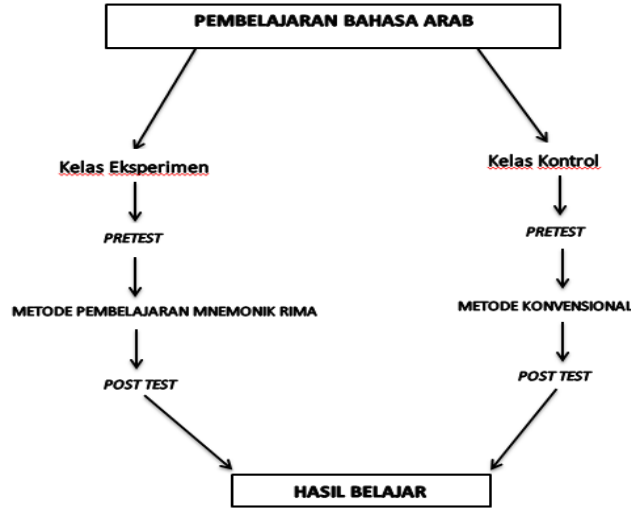 PEMBELAJARAN BAHASA ARAB
Kelas Eksperimen
Kelas Kontrol
PRETEST
PRETEST
METODE PEMBELAJARAN MNEMONIK RIMA
METODE KONVENSIONAL
POST TEST
POST TEST
HASIL BELAJAR